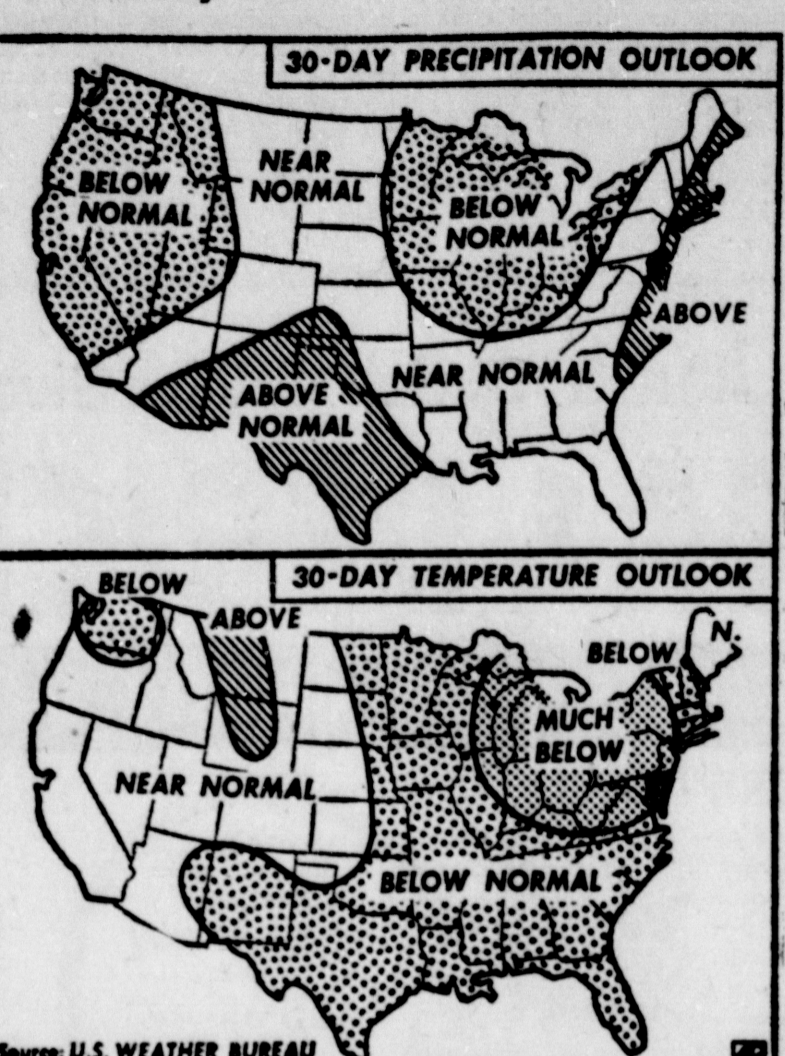 30-DAY PRECIPITATION OUTLOOK
BELOW
NORMAL
NEAR
NORMAL
BELOW
NORMAL
ABOVE
ABOVE
NORMAL
NEAR NORMAL
30-DAY TEMPERATURE OUTLOOK
BELOW
ABOVE
BELOW
N.
MUCH
BELOW
NEAR NORMAL
BELOW NORMAL
Source: U.S. WEATHER BUREAU